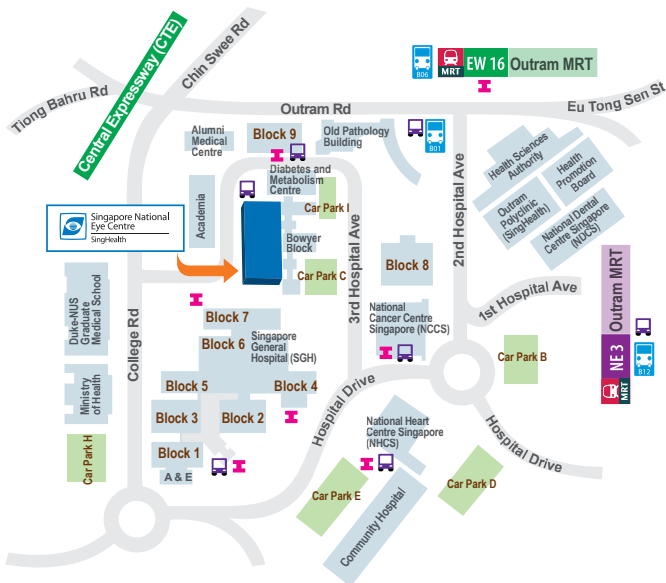 Central Expressway (CTE)
Chin Swee Rd
Tiong Bahru Rd
B06
MRT
EW 16
Outram MRT
Eu Tong Sen St
Outram Rd
Alumni
Medical
Centre
Block 9
Old Pathology
Building
B01
2nd Hospital Ave
Health Sciences
Authority
Health
Promotion
Board
Outram
Polyclinic
(SingHealth)
National Dental
Centre Singapore
(NDCS)
Diabetes and
Metabolism
Centre
Car Park I
Academia
Singapore National
Eye Centre
SingHealth
Bowyer
Block
Car Park C
3rd Hospital Ave
Block 8
1st Hospital Ave
Outram MRT
NE 3
MRT
B12
Duke-NUS
Graduate
Medical School
College Rd
Block 7
Block 6
Singapore
General
Hospital (SGH)
National
Cancer Centre
Singapore (NCCS)
Car Park B
Ministry
of Health
Block 5
Block 4
Block 3
Block 2
Hospital Drive
National Heart
Centre Singapore
(NHCS)
Hospital Drive
Car Park H
Block 1
A & E
Car Park E
Community Hospital
Car Park D